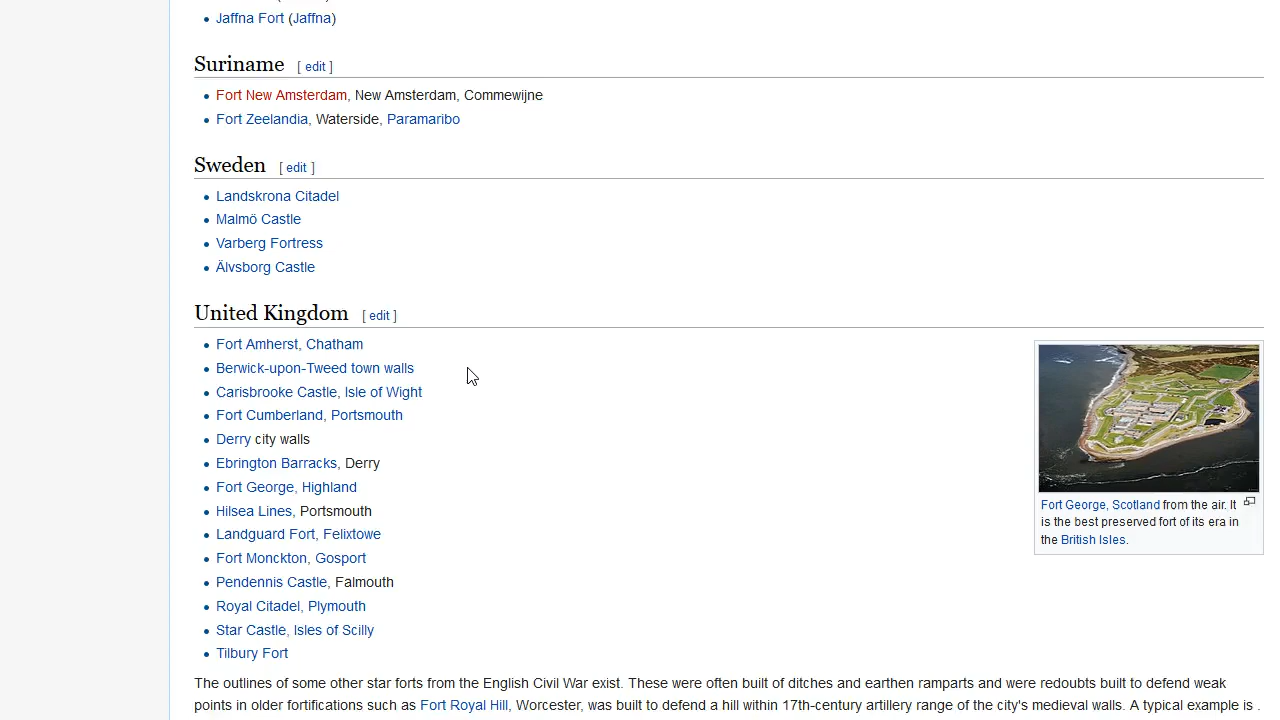 Jaffna Fort (Jaffna)
Suriname [ edit ]
Fort New Amsterdam, New Amsterdam, Commewijne
Fort Zeelandia, Waterside, Paramaribo
Sweden [ edit ]
Landskrona Citadel
Malmö Castle
Varberg Fortress
Älvsborg Castle
United Kingdom [ edit ]
Fort Amherst, Chatham
Berwick-upon-Tweed town walls
Carisbrooke Castle, Isle of Wight
Fort Cumberland, Portsmouth
Derry city walls
Ebrington Barracks, Derry
Fort George, Highland
Hilsea Lines, Portsmouth
Landguard Fort, Felixtowe
Fort Monckton, Gosport
Pendennis Castle, Falmouth
Royal Citadel, Plymouth
Star Castle, Isles of Scilly
Tilbury Fort
Fort George, Scotland from the air. It
is the best preserved fort of its era in
the British Isles.
The outlines of some other star forts from the English Civil War exist. These were often built of ditches and earthen ramparts and were redoubts built to defend weak
points in older fortifications such as Fort Royal Hill, Worcester, was built to defend a hill within 17th-century artillery range of the city's medieval walls. A typical example is .